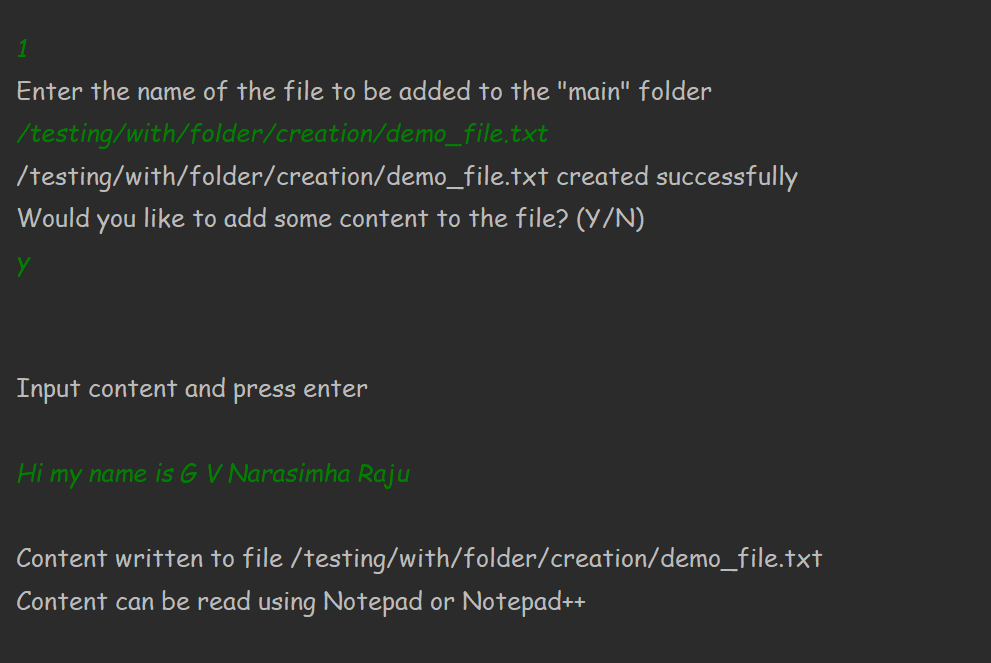 1
Enter the name of the file to be added to the "main" folder
/testing/with/folder/creation/demo_file.txt
/testing/with/folder/creation/demo_file.txt created successfully
Would you like to add some content to the file? (Y/N)
y
Input content and press enter
Hi my name is G V Narasimha Raju
Content written to file /testing/with/folder/creation/demo_file.txt
Content can be read using Notepad or Notepad++